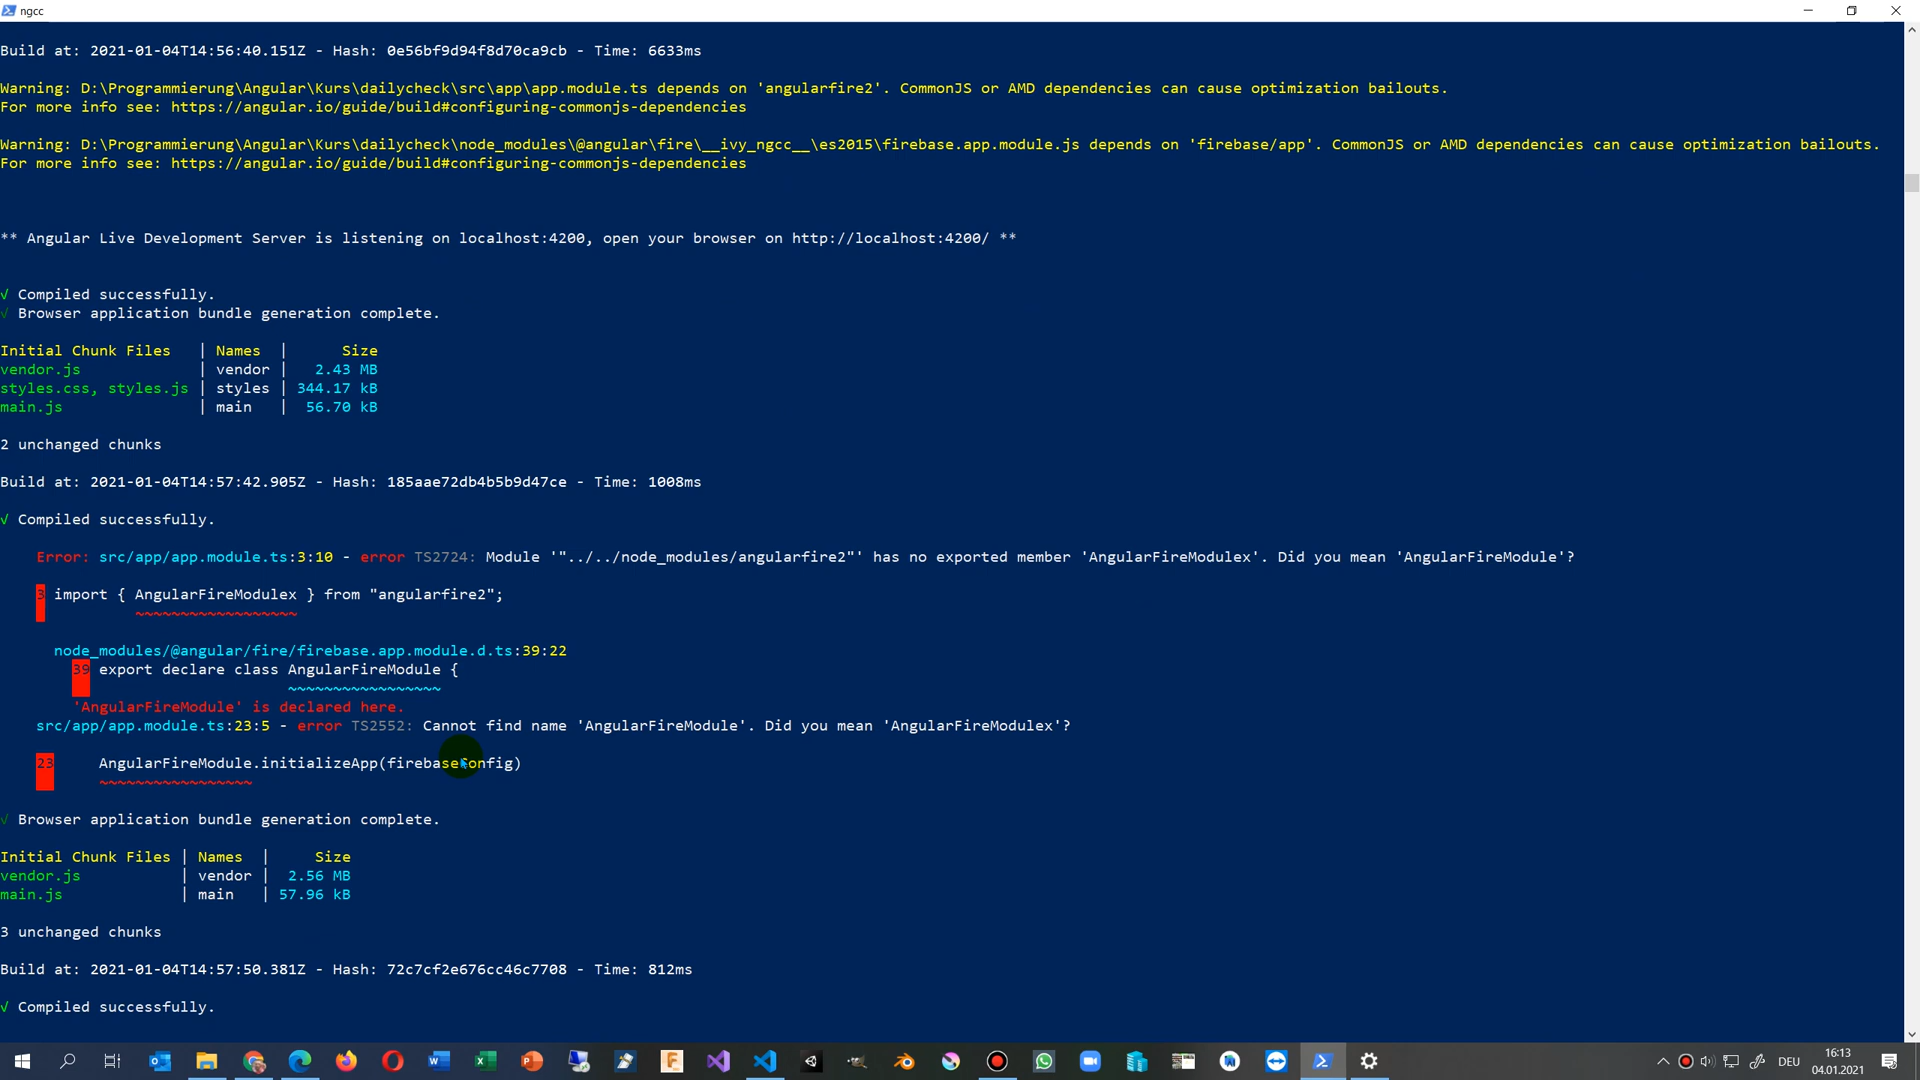 ngcc
Build at: 2021-01-04T14:56:40.151Z - Hash: 0e56bf9d94f8d70ca9cb - Time: 6633ms
Warning: D:\Programmierung\Angular\Kurs\dailycheck\src\app\app.module.ts depends on 'angularfire2'. CommonJS or AMD dependencies can cause optimization bailouts.
For more info see: https://angular.io/guide/build#configuring-commonjs-dependencies
Warning: D:\Programmierung\Angular\Kurs\dailycheck\node_modules\@angular\fire\__ivy_ngcc__\es2015\firebase.app.module.js depends on 'firebase/app'. CommonJS or AMD dependencies can cause optimization bailouts.
For more info see: https://angular.io/guide/build#configuring-commonjs-dependencies
** Angular Live Development Server is listening on localhost:4200, open your browser on http://localhost:4200/ **
√ Compiled successfully.
√ Browser application bundle generation complete.
Initial Chunk Files   | Names   |      Size
vendor.js             | vendor |   2.43 MB
styles.css, styles.js | styles | 344.17 kB
main.js               | main   |  56.70 kB
2 unchanged chunks
Build at: 2021-01-04T14:57:42.905Z - Hash: 185aae72db4b5b9d47ce - Time: 1008ms
√ Compiled successfully.
Error: src/app/app.module.ts:3:10 - error TS2724: Module '"../../node_modules/angularfire2"' has no exported member 'AngularFireModulex'. Did you mean 'AngularFireModule'?
3 import { AngularFireModulex } from "angularfire2";
~~~~~~~~~~~~~~~~~~
node_modules/@angular/fire/firebase.app.module.d.ts:39:22
39 export declare class AngularFireModule {
~~~~~~~~~~~~~~~~~
'AngularFireModule' is declared here.
src/app/app.module.ts:23:5 - error TS2552: Cannot find name 'AngularFireModule'. Did you mean 'AngularFireModulex'?
23     AngularFireModule.initializeApp(firebaseConfig)
~~~~~~~~~~~~~~~~~
√ Browser application bundle generation complete.
Initial Chunk Files | Names  |     Size
vendor.js           | vendor |  2.56 MB
main.js             | main   | 57.96 kB
3 unchanged chunks
Build at: 2021-01-04T14:57:50.381Z - Hash: 72c7cf2e676cc46c7708 - Time: 812ms
√ Compiled successfully.
DEU
16:13
04.01.2021